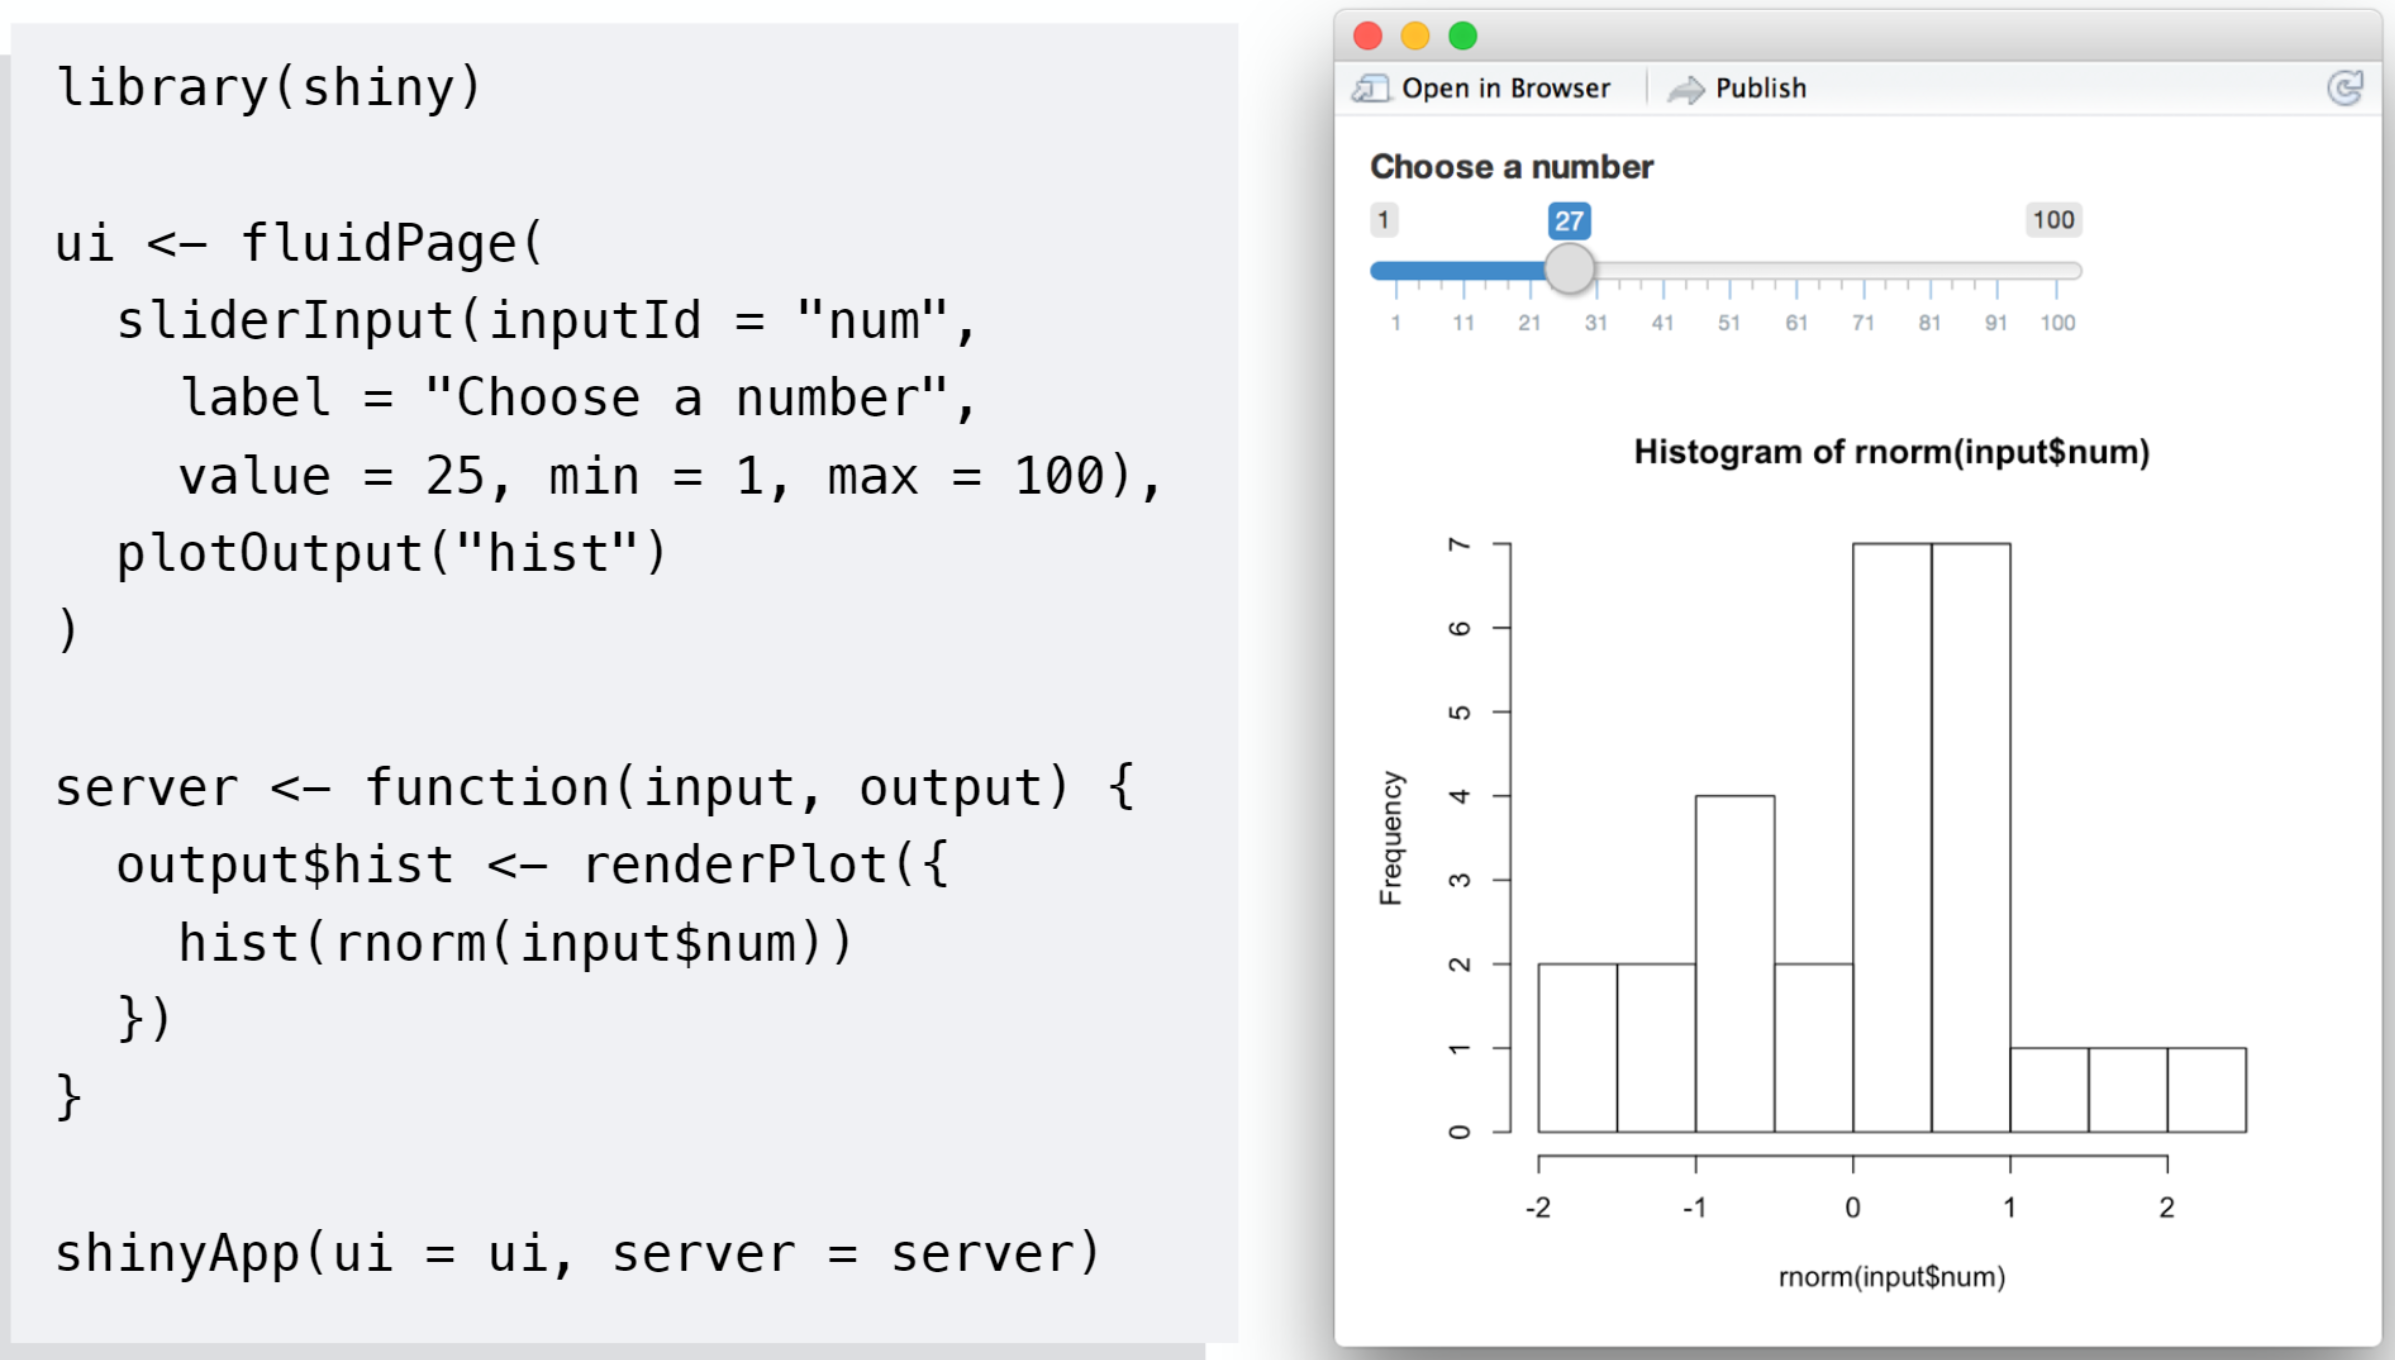 library(shiny)
ui <- fluidPage(
sliderInput(inputId = "num",
label = "Choose a number",
value = 25, min = 1, max = 100),
plotOutput("hist")
)
server <- function(input, output) {
output$hist <- renderPlot({
hist(rnorm(input$num))
})
}
shinyApp(ui = ui, server = server)
Open in Browser Publish
Choose a number
1 27 100
1 11 21 31 41 51 61 71 81 91 100
Histogram of rnorm(input$num)
7
6
5
4
3
2
1
0
Frequency
-2 -1 0 1 2
rnorm(input$num)